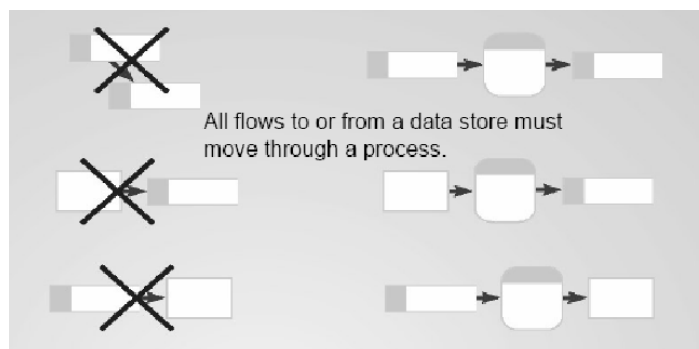 All flows to or from a data store must
move through a process.